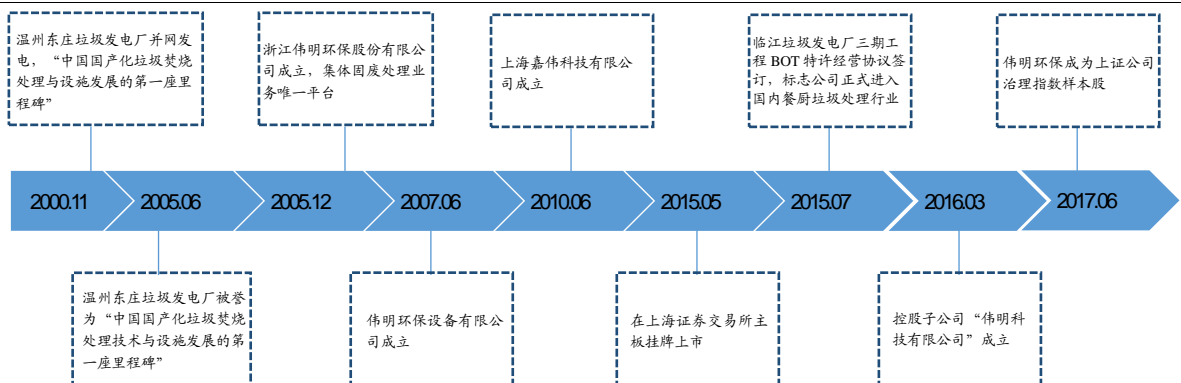 温州东庄垃圾发电厂并网发
电，“中国国产化垃圾焚烧
处理与设施发展的第一座里
程碑”
浙江伟明环保股份有限公
司成立，集体固废处理业
务唯一平台
上海嘉伟科技有限公
司成立
临江垃圾发电厂三期工
程 BOT 特许经营协议签
订，标志公司正式进入
国内餐厨垃圾处理行业
伟明环保成为上证公司
治理指数样本股
2000.11
2005.06
2005.12
2007.06
2010.06
2015.05
2015.07
2016.03
2017.06
温州东庄垃圾发电厂被誉
为“中国国产化垃圾焚烧
处理技术与设施发展的第
一座里程碑”
伟明环保设备有限公
司成立
在上海证券交易所主
板挂牌上市
控股子公司“伟明科
技有限公司”成立